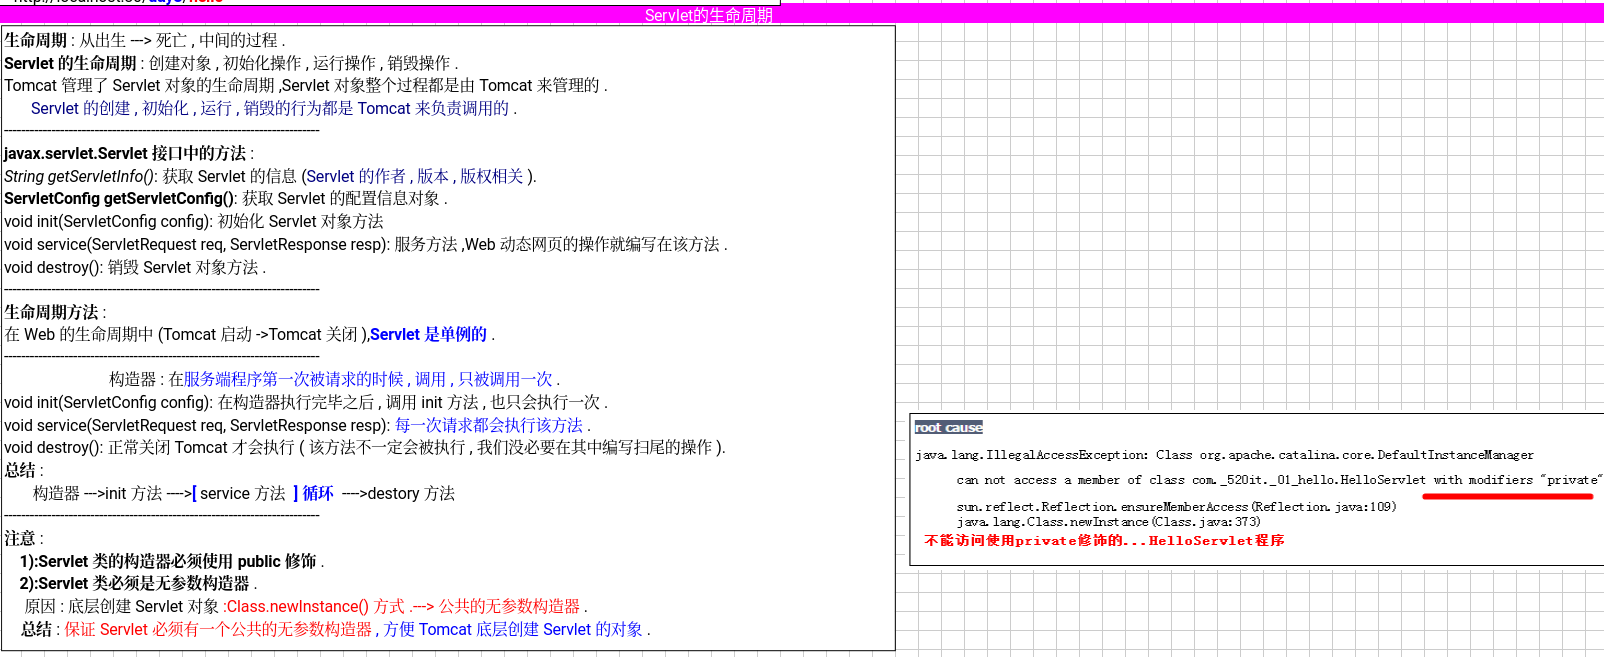 Servlet的生命周期
生命周期 : 从出生 ---> 死亡 , 中间的过程 .
Servlet 的生命周期 : 创建对象 , 初始化操作 , 运行操作 , 销毁操作 .
Tomcat 管理了 Servlet 对象的生命周期 ,Servlet 对象整个过程都是由 Tomcat 来管理的 .
Servlet 的创建 , 初始化 , 运行 , 销毁的行为都是 Tomcat 来负责调用的 .
--------------------------------------------------------------------------
javax.servlet.Servlet 接口中的方法 :
String getServletInfo(): 获取 Servlet 的信息 (Servlet 的作者 , 版本 , 版权相关 ).
ServletConfig getServletConfig(): 获取 Servlet 的配置信息对象 .
void init(ServletConfig config): 初始化 Servlet 对象方法
void service(ServletRequest req, ServletResponse resp): 服务方法 ,Web 动态网页的操作就编写在该方法 .
void destroy(): 销毁 Servlet 对象方法 .
--------------------------------------------------------------------------
生命周期方法 :
在 Web 的生命周期中 (Tomcat 启动 ->Tomcat 关闭 ),Servlet 是单例的 .
--------------------------------------------------------------------------
构造器 : 在服务端程序第一次被请求的时候 , 调用 , 只被调用一次 .
void init(ServletConfig config): 在构造器执行完毕之后 , 调用 init 方法 , 也只会执行一次 .
void service(ServletRequest req, ServletResponse resp): 每一次请求都会执行该方法 .
void destroy(): 正常关闭 Tomcat 才会执行 ( 该方法不一定会被执行 , 我们没必要在其中编写扫尾的操作 ).
总结 :
构造器 --->init 方法 ---->[ service 方法 ] 循环 ---->destory 方法
--------------------------------------------------------------------------
注意 :
1):Servlet 类的构造器必须使用 public 修饰 .
2):Servlet 类必须是无参数构造器 .
原因 : 底层创建 Servlet 对象 :Class.newInstance() 方式 .---> 公共的无参数构造器 .
总结 : 保证 Servlet 必须有一个公共的无参数构造器 , 方便 Tomcat 底层创建 Servlet 的对象 .
root cause
java.lang.IllegalAccessException: Class org.apache.catalina.core.DefaultInstanceManager
can not access a member of class com._520it._01_hello.HelloServlet with modifiers "private"
sun.reflect.Reflection.ensureMemberAccess(Reflection.java:109)
java.lang.Class.newInstance(Class.java:373)
不能访问使用private修饰的...HelloServlet程序